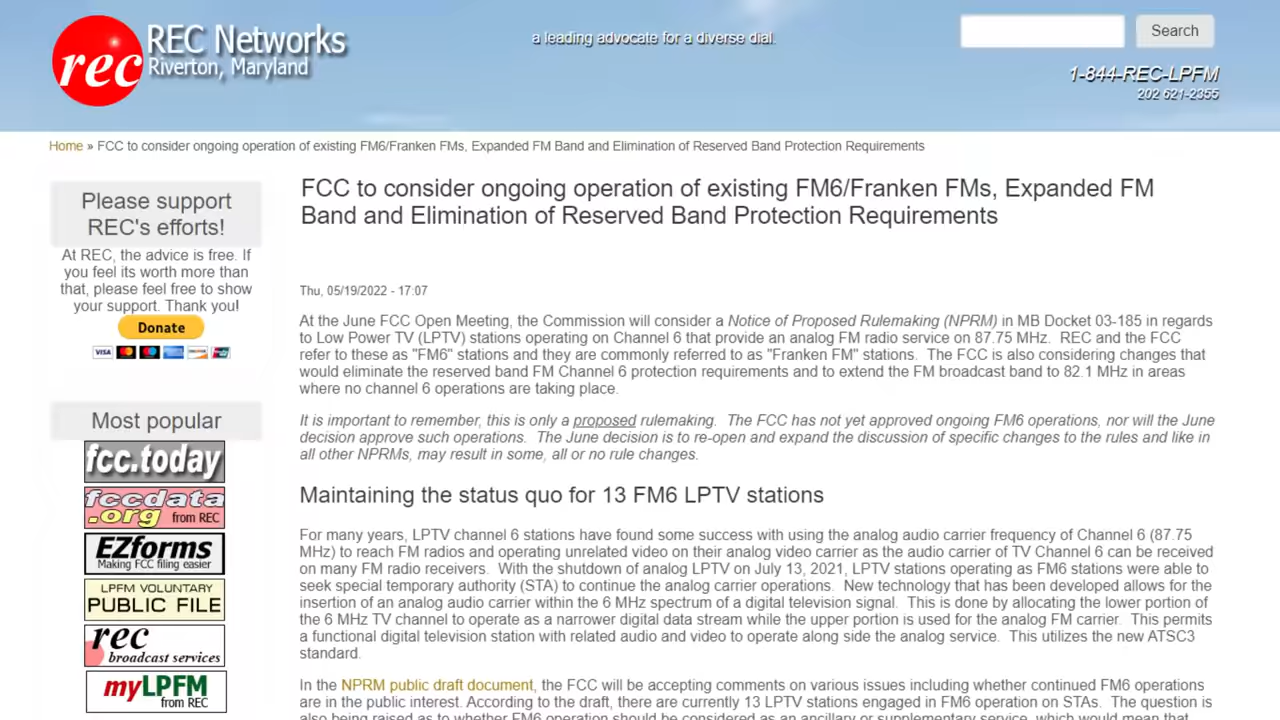 rec
REC Networks
Riverton, Maryland
a leading advocate for a diverse dial.
Search
1-844-REC-LPFM
202 621-2355
Home » FCC to consider ongoing operation of existing FM6/Franken FMs, Expanded FM Band and Elimination of Reserved Band Protection Requirements
Please support
REC's efforts!
At REC, the advice is free. If
you feel its worth more than
that, please feel free to show
your support. Thank you!
Donate
VISA
Most popular
fcc.today
fccdata
.org from REC
EZforms
Making FCC filing easier
LPFM VOLUNTARY
PUBLIC FILE
rec
broadcast services
myLPFM
from REC
FCC to consider ongoing operation of existing FM6/Franken FMs, Expanded FM
Band and Elimination of Reserved Band Protection Requirements
Thu, 05/19/2022 - 17:07
At the June FCC Open Meeting, the Commission will consider a Notice of Proposed Rulemaking (NPRM) in MB Docket 03-185 in regards
to Low Power TV (LPTV) stations operating on Channel 6 that provide an analog FM radio service on 87.75 MHz. REC and the FCC
refer to these as "FM6" stations and they are commonly referred to as "Franken FM" stations. The FCC is also considering changes that
would eliminate the reserved band FM Channel 6 protection requirements and to extend the FM broadcast band to 82.1 MHz in areas
where no channel 6 operations are taking place.
It is important to remember, this is only a proposed rulemaking. The FCC has not yet approved ongoing FM6 operations, nor will the June
decision approve such operations. The June decision is to re-open and expand the discussion of specific changes to the rules and like in
all other NPRMs, may result in some, all or no rule changes.
Maintaining the status quo for 13 FM6 LPTV stations
For many years, LPTV channel 6 stations have found some success with using the analog audio carrier frequency of Channel 6 (87.75
MHz) to reach FM radios and operating unrelated video on their analog video carrier as the audio carrier of TV Channel 6 can be received
on many FM radio receivers. With the shutdown of analog LPTV on July 13, 2021, LPTV stations operating as FM6 stations were able to
seek special temporary authority (STA) to continue the analog carrier operations. New technology that has been developed allows for the
insertion of an analog audio carrier within the 6 MHz spectrum of a digital television signal. This is done by allocating the lower portion of
the 6 MHz TV channel to operate as a narrower digital data stream while the upper portion is used for the analog FM carrier. This permits
a functional digital television station with related audio and video to operate along side the analog service. This utilizes the new ATSC3
standard.
In the NPRM public draft document, the FCC will be accepting comments on various issues including whether continued FM6 operations
are in the public interest. According to the draft, there are currently 13 LPTV stations engaged in FM6 operation on STAs. The question is
also being raised as to whether FM6 operation should be considered as an ancillary or supplementary service, which would mean that